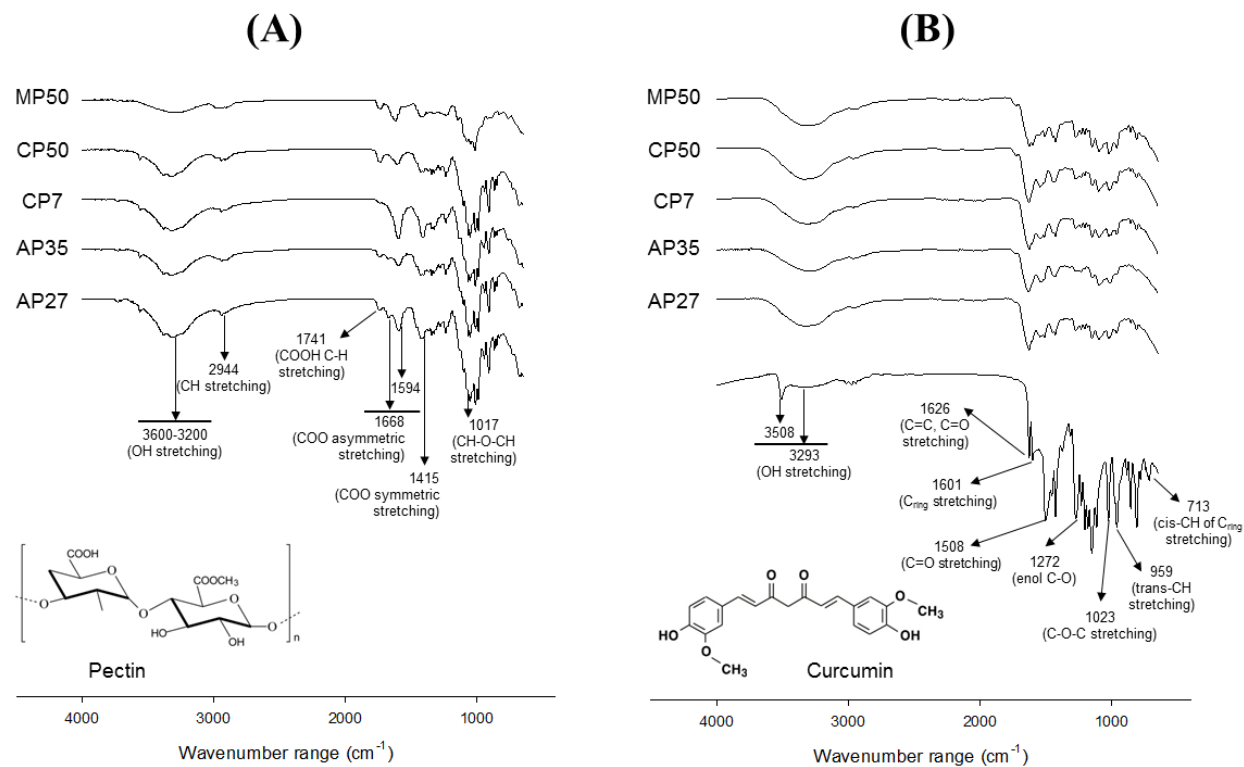 (A)
MP50
CP50
CP7
AP35
AP27
2944
(CH stretching)
3600-3200
(OH stretching)
1741
(COOH C-H
stretching)
1594
1668
(COO asymmetric
stretching)
1415
(COO symmetric
stretching)
1017
(CH-O-CH
stretching)
COOH
COOCH3
O
O
O
O
O
HO
OH
n
Pectin
4000
3000
2000
1000
Wavenumber range (cm-1)
(B)
MP50
CP50
CP7
AP35
AP27
3508
3293
(OH stretching)
1626
(C=C, C=O
stretching)
1601
(Cring stretching)
1508
(C=O stretching)
1272
(enol C-O)
1023
(C-O-C stretching)
959
(trans-CH
stretching)
713
(cis-CH of Cring
stretching)
O
O
HO
O
CH3
O
CH3
OH
Curcumin
4000
3000
2000
1000
Wavenumber range (cm-1)